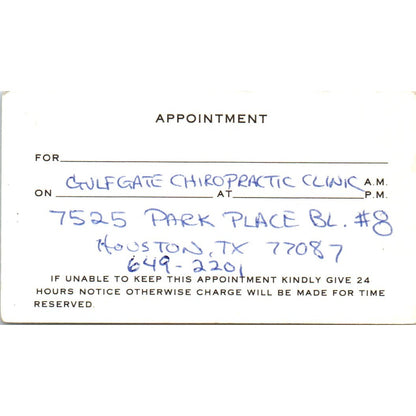 APPOINTMENT
FOR
GULFGATE CHIROPRACTIC CLINIC A.M.
ON AT P.M.
7525 PARK PLACE BL. #8
HOUSTON, TX 77087
649-2201
IF UNABLE TO KEEP THIS APPOINTMENT KINDLY GIVE 24
HOURS NOTICE OTHERWISE CHARGE WILL BE MADE FOR TIME
RESERVED.